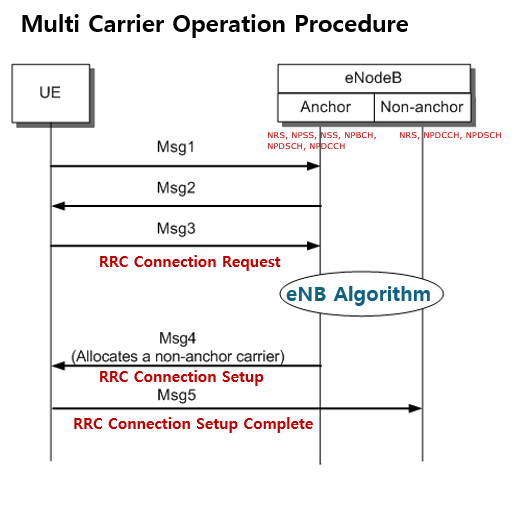 Multi Carrier Operation Procedure
UE
eNodeB
Anchor
Non-anchor
NRS, NPSS, NSS, NPBCH,
NPDSCH, NPDCCH
NRS, NPDCCH, NPDSCH
Msg1
Msg2
Msg3
RRC Connection Request
eNB Algorithm
Msg4
(Allocates a non-anchor carrier)
RRC Connection Setup
Msg5
RRC Connection Setup Complete